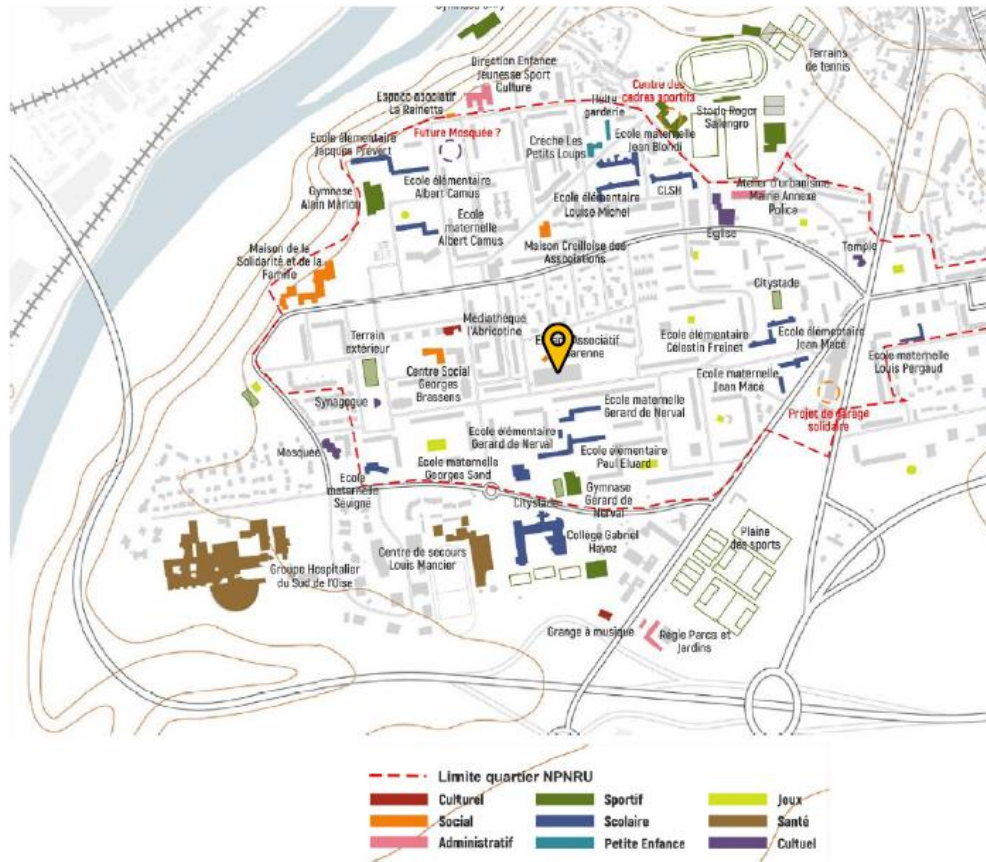 Direction Enfance
Jeunesse Sport
Culture
Terrains
de tennis
Espace asociatif
La Rainette
Centre des
cadres sportifs
Halte
garderie
Stade Roger
Salengro
Future Mosquée ?
Ecole élémentaire
Jacques Prévert
Crèche Les
Petits Loups
Ecole maternelle
Jean Biondi
Ecole élémentaire
Albert Camus
Gymnase
Alain Mériou
Ecole élémentaire
Louise Michel
CLSH
Atelier d'urbanisme
Mairie Annexe
Police
Ecole
maternelle
Albert Camus
Eglise
Maison Creilloise des
Associations
Temple
Maison de la
Solidarité et de la
Famille
Citystade
Médiathèque
l'Abricotine
Terrain
extérieur
Associatif
Ecole élémentaire
Célestin Freinet
Ecole élémentaire
Jean Macé
Ecole maternelle
Louis Pergaud
Centre Social
Georges
Brassens
Ecole
maternelle
Jean Macé
Synagogue
Ecole maternelle
Gerard de Nerval
Projet de garage
solidaire
Ecole élémentaire
Gerard de Nerval
Ecole élémentaire
Paul Eluard
Mosquée
Ecole maternelle
Georges Sand
Ecole
maternelle
Sévigné
Gymnase
Gérard de
Nerval
Citystade
Collège Gabriel
Havez
Plaine
des sports
Centre de secours
Louis Mancier
Groupe Hospitalier
du Sud de l'Oise
Grange à musique
Régie Parcs et
Jardins
Limite quartier NPNRU
Culturel
Sportif
Jeux
Social
Scolaire
Santé
Administratif
Petite Enfance
Cultuel